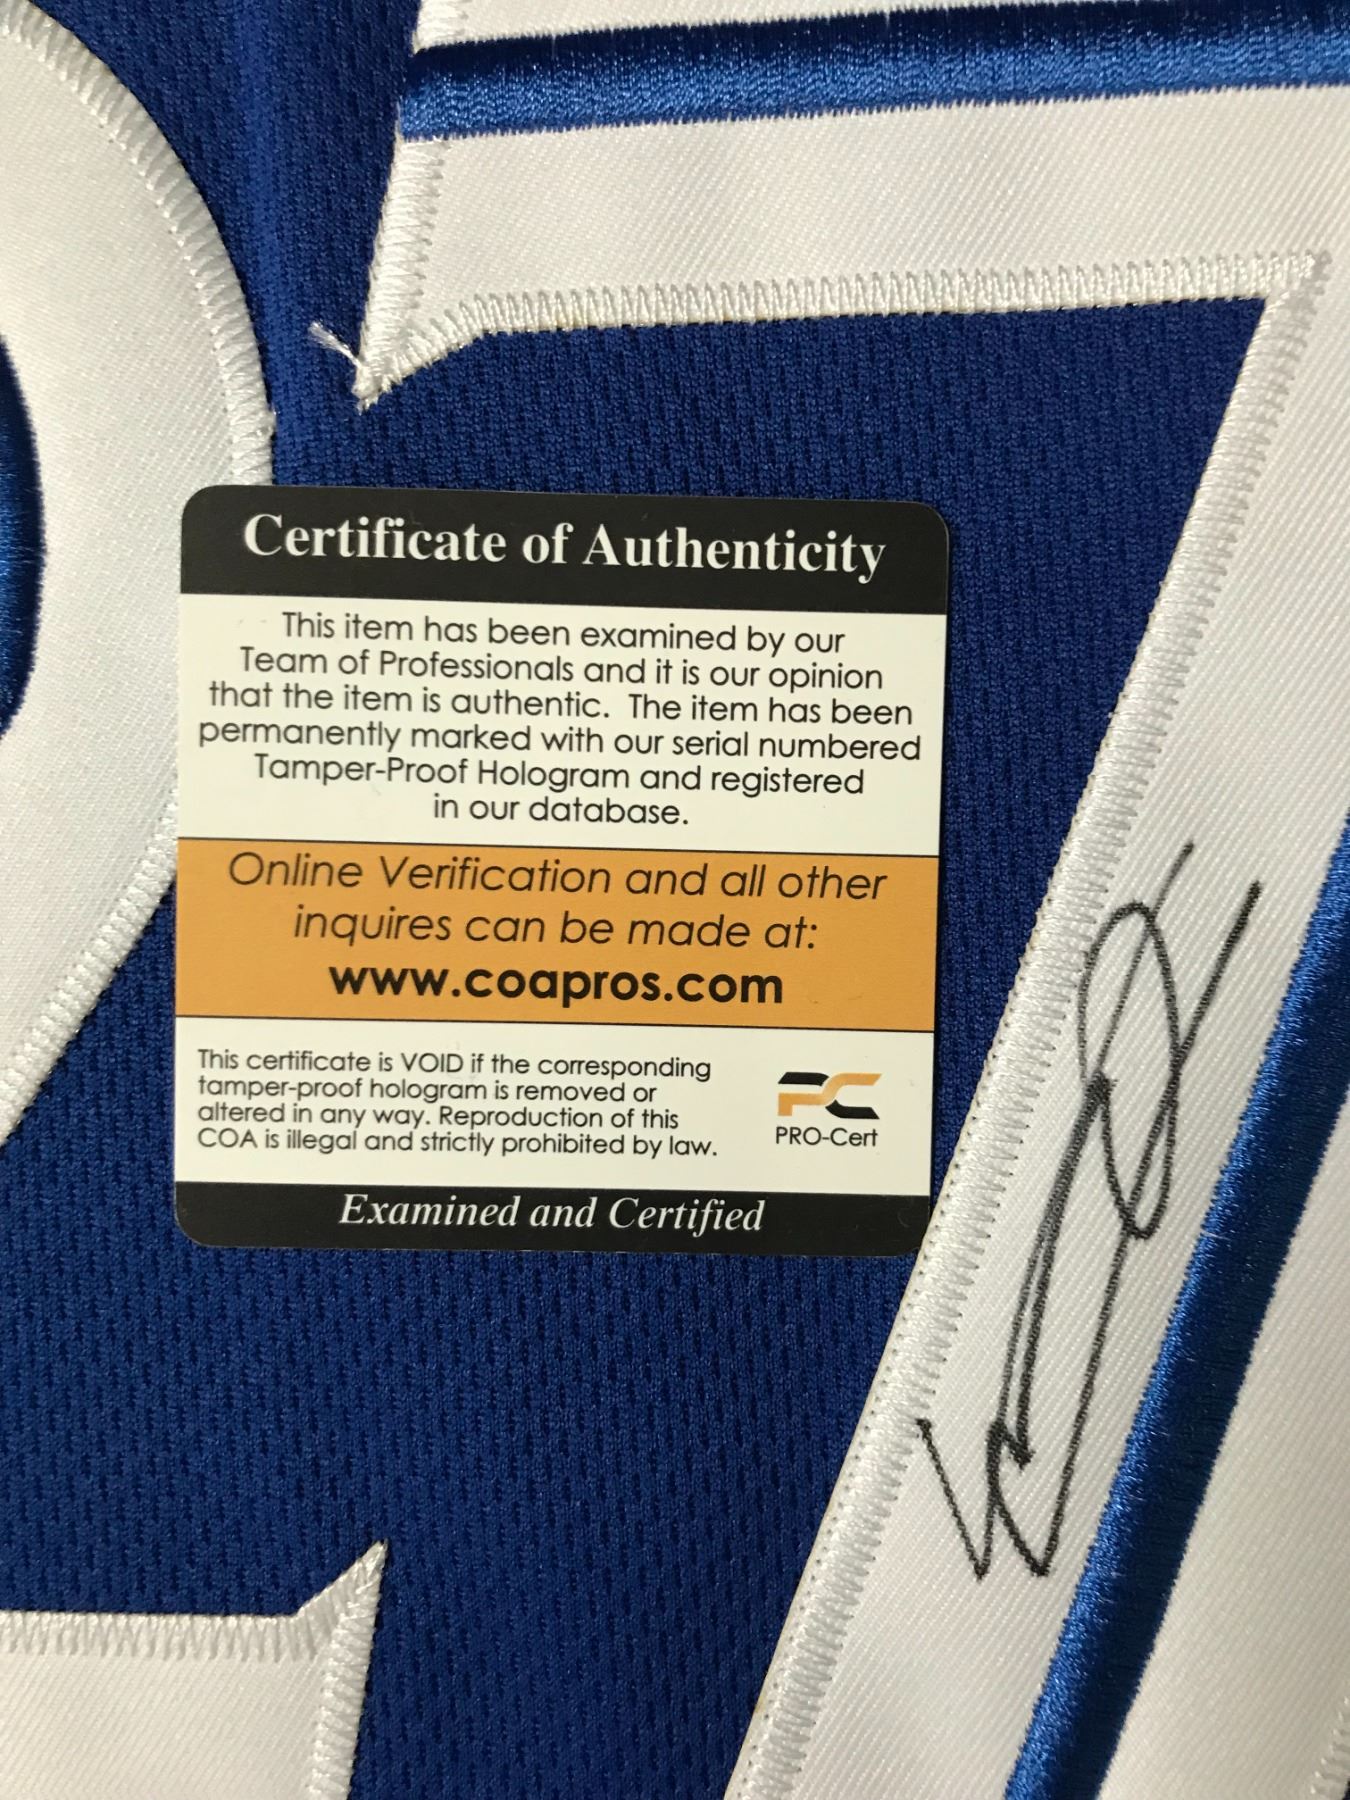 Certificate of Authenticity
This item has been examined by our
Team of Professionals and it is our opinion
that the item is authentic. The item has been
permanently marked with our serial numbered
Tamper-Proof Hologram and registered
in our database.
Online Verification and all other
inquires can be made at:
www.coapros.com
This certificate is VOID if the corresponding
tamper-proof hologram is removed or
altered in any way. Reproduction of this
COA is illegal and strictly prohibited by law.
PC
PRO-Cert
Examined and Certified